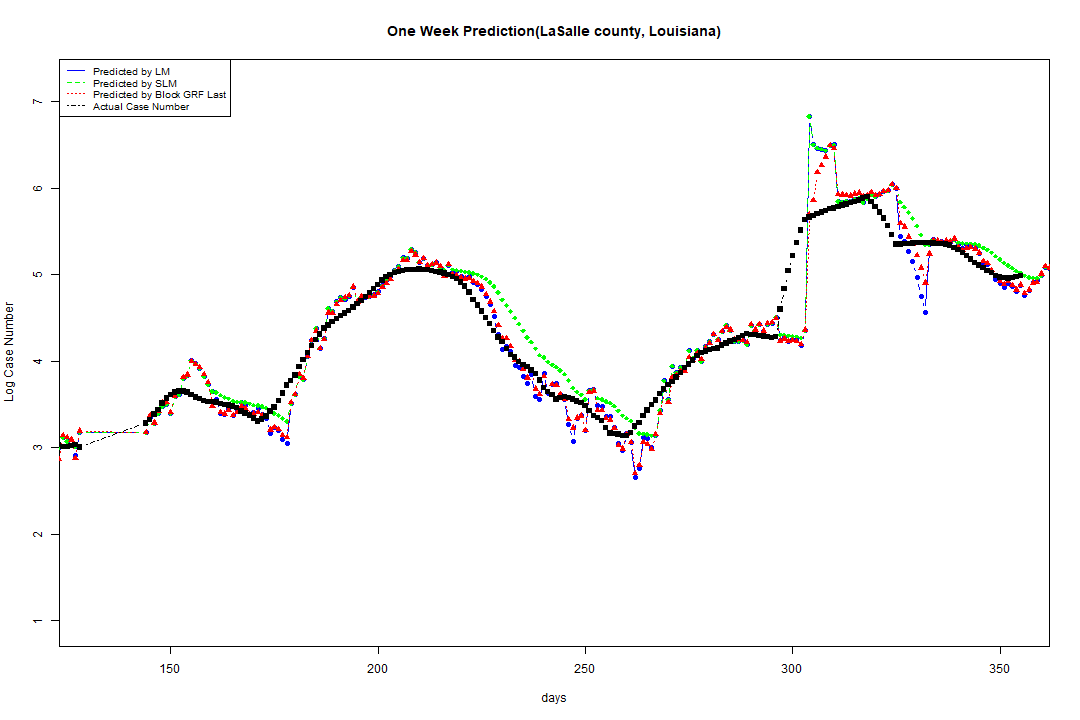 One Week Prediction(LaSalle county, Louisiana)
Predicted by LM
Predicted by SLM
Predicted by Block GRF Last
Actual Case Number
7
6
5
4
3
2
1
Log Case Number
150
200
250
300
350
days